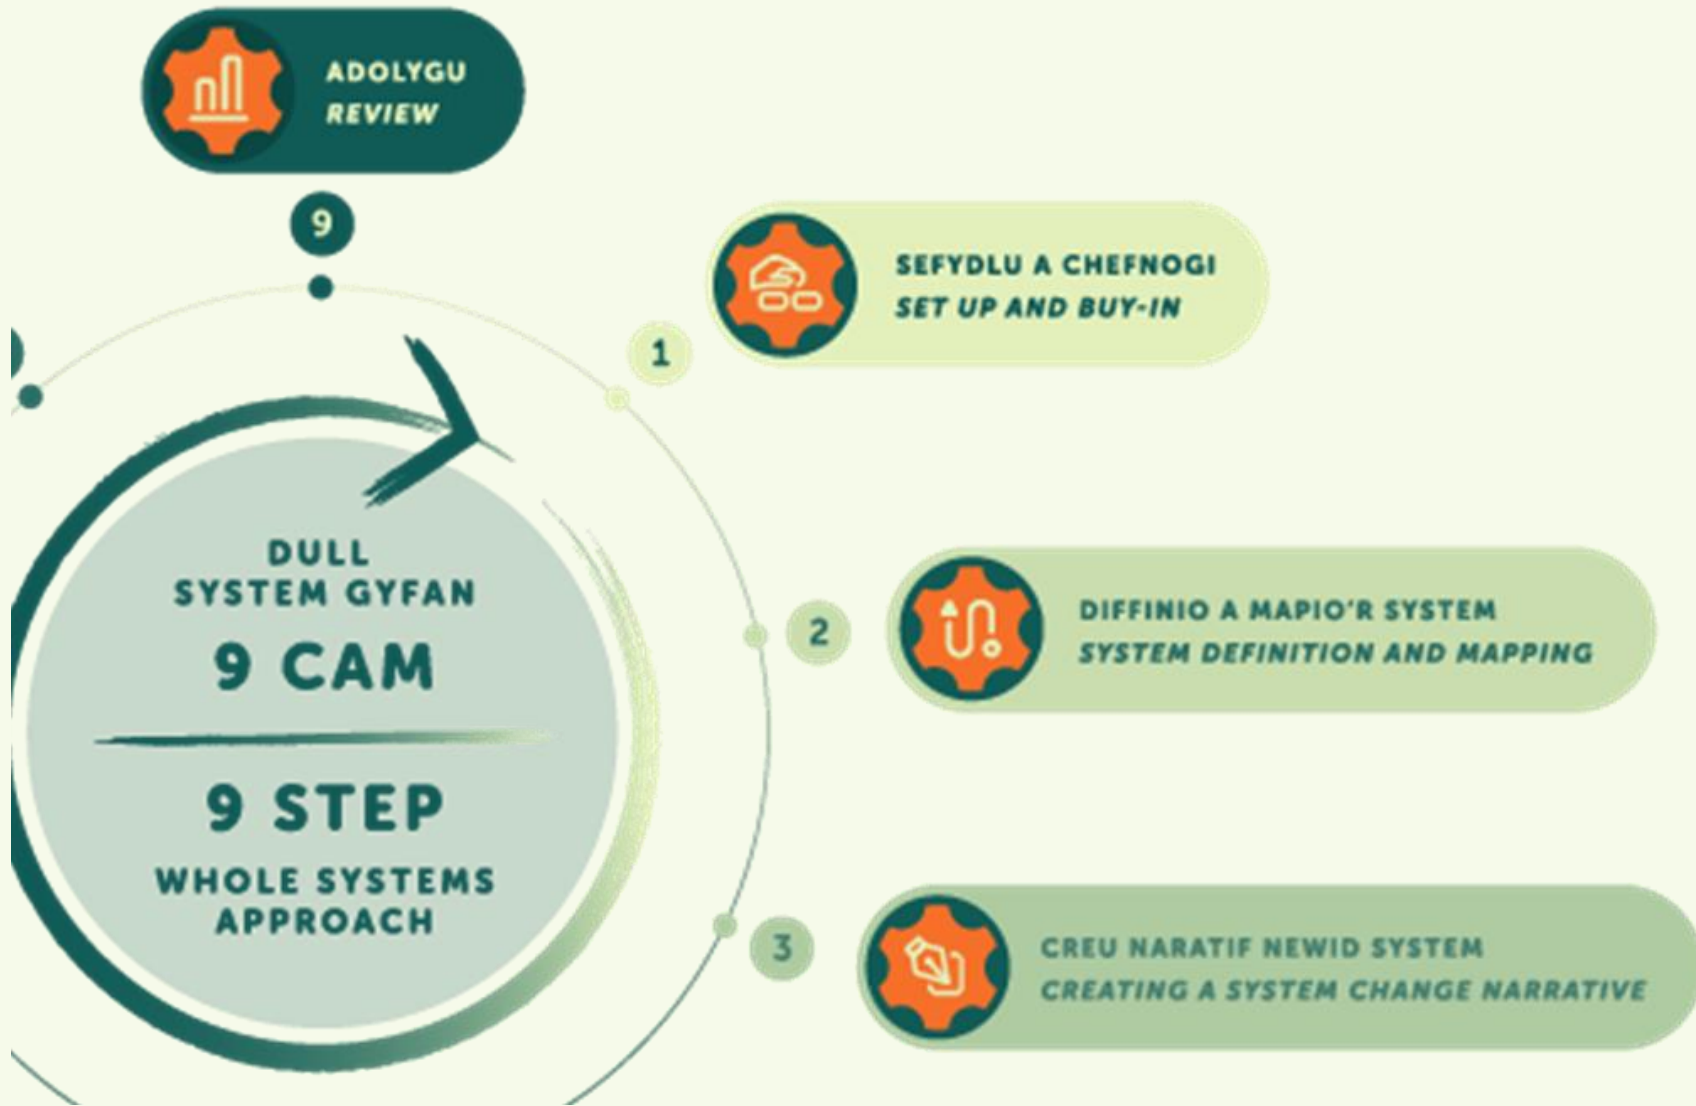 ADOLYGU
REVIEW
9
1
SEFYDLU A CHEFNOGI
SET UP AND BUY-IN
2
DIFFINIO A MAPIO'R SYSTEM
SYSTEM DEFINITION AND MAPPING
3
CREU NARATIF NEWID SYSTEM
CREATING A SYSTEM CHANGE NARRATIVE
DULL
SYSTEM GYFAN
9 CAM
9 STEP
WHOLE SYSTEMS
APPROACH